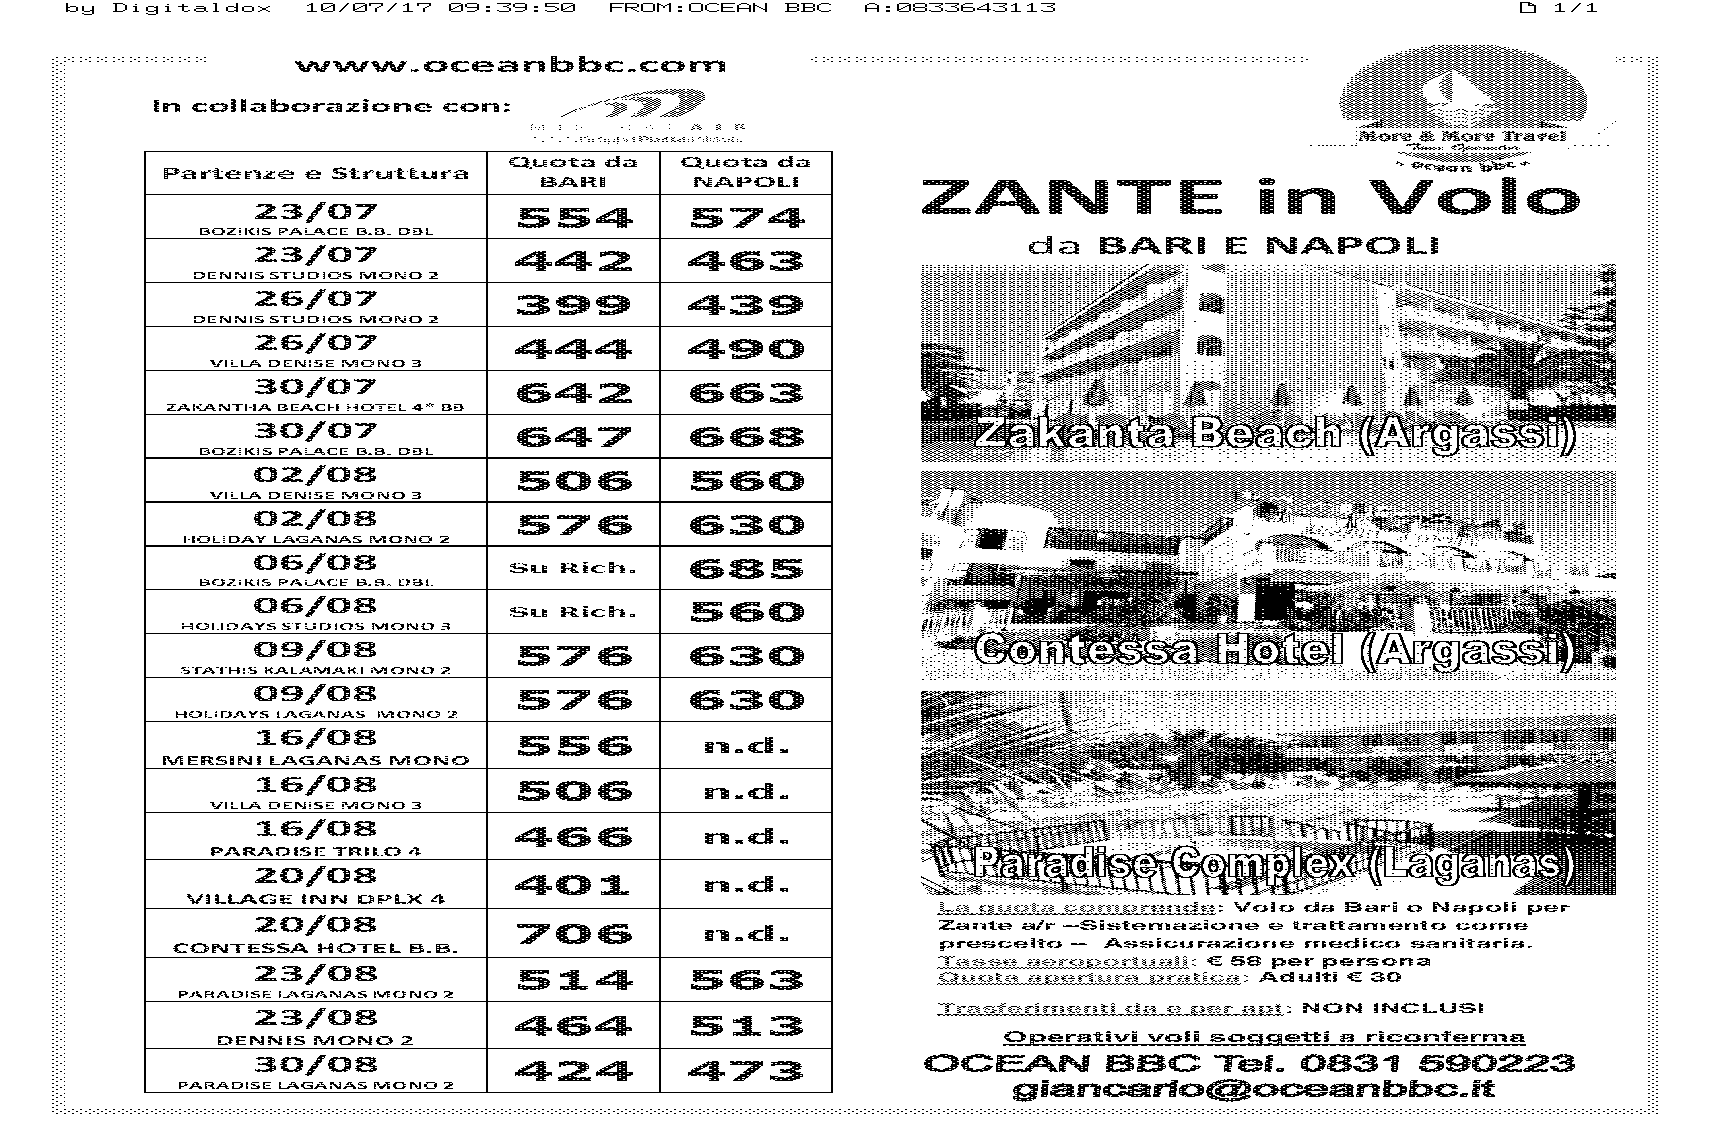 by Digitaldox 10/07/17 09:39:50 FROM:OCEAN BBC A:0833643113 1/1
www.oceanbbc.com
In collaborazione con:
Partenze e Struttura Quota da BARI Quota da NAPOLI
23/07 554 574
BOZIKIS PALACE B.B. DBL
23/07 442 463
DENNIS STUDIOS MONO 2
26/07 399 439
DENNIS STUDIOS MONO 2
26/07 444 490
VILLA DENISE MONO 3
30/07 642 663
ZAKANTHA BEACH HOTEL 4* BB
30/07 647 668
BOZIKIS PALACE B.B. DBL
02/08 506 560
VILLA DENISE MONO 3
02/08 576 630
HOLIDAY LAGANAS MONO 2
06/08 Su Rich. 685
BOZIKIS PALACE B.B. DBL
06/08 Su Rich. 560
HOLIDAYS STUDIOS MONO 3
09/08 576 630
STATHIS KALAMAKI MONO 2
09/08 576 630
HOLIDAYS LAGANAS MONO 2
16/08 556 n.d.
MERSINI LAGANAS MONO
16/08 506 n.d.
VILLA DENISE MONO 3
16/08 466 n.d.
PARADISE TRILO 4
20/08 401 n.d.
VILLAGE INN DPLX 4
20/08 706 n.d.
CONTESSA HOTEL B.B.
23/08 514 563
PARADISE LAGANAS MONO 2
23/08 464 513
DENNIS MONO 2
30/08 424 473
PARADISE LAGANAS MONO 2
More & More Travel
Tour Operator
"Ocean bbc"
ZANTE in Volo
da BARI E NAPOLI
Zakanta Beach (Argassi)
Contessa Hotel (Argassi)
Paradise Complex (Laganas)
La quota comprende: Volo da Bari o Napoli per
Zante a/r –Sistemazione e trattamento come
prescelto – Assicurazione medico sanitaria.
Tasse aeroportuali: € 58 per persona
Quota apertura pratica: Adulti € 30
Trasferimenti da e per apt: NON INCLUSI
Operativi voli soggetti a riconferma
OCEAN BBC Tel. 0831 590223
giancarlo@oceanbbc.it